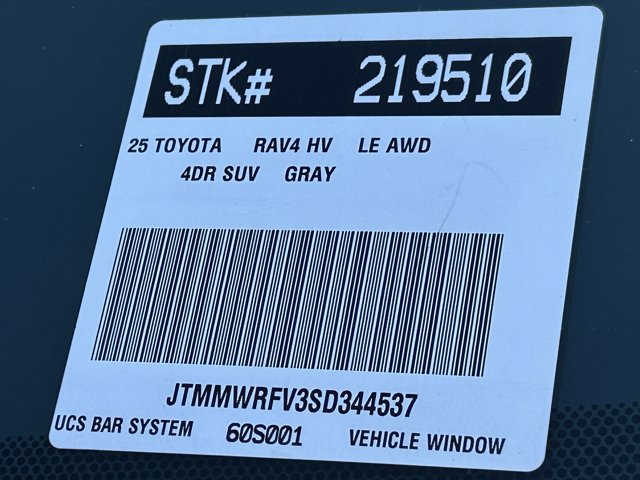 STK# 219510
25 TOYOTA RAV4 HV LE AWD
4DR SUV GRAY
JTMMWRFV3SD344537
UCS BAR SYSTEM 60S001 VEHICLE WINDOW